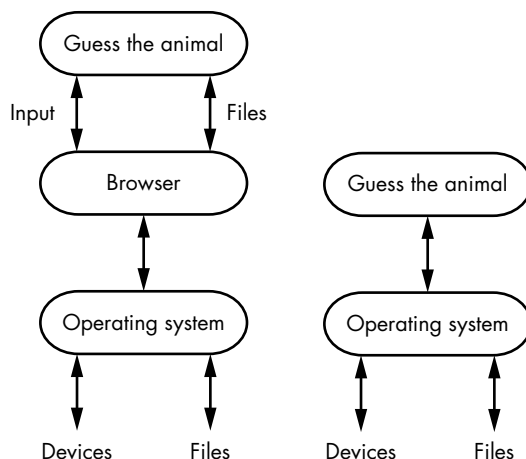 Guess the animal
Input
Files
Browser
Operating system
Devices
Files
Guess the animal
Operating system
Devices
Files